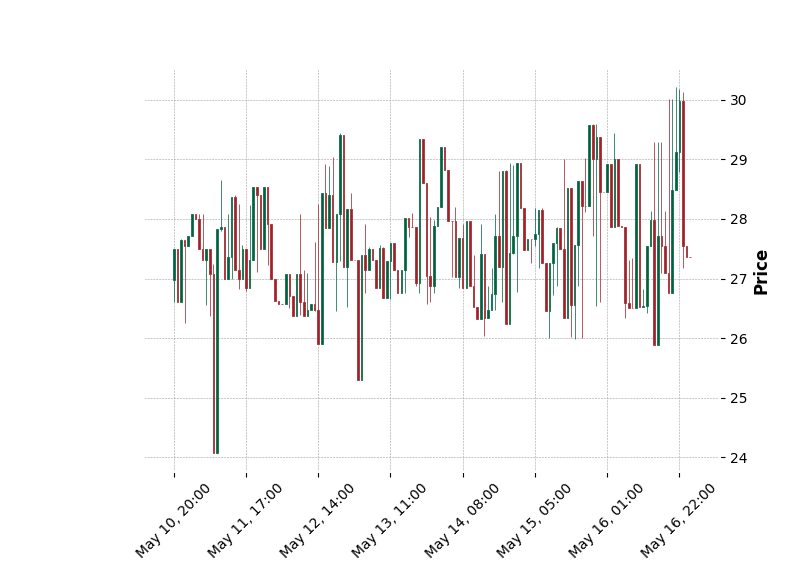 30
29
28
27
26
25
24
Price
May 10, 20:00
May 11, 17:00
May 12, 14:00
May 13, 11:00
May 14, 08:00
May 15, 05:00
May 16, 01:00
May 16, 22:00